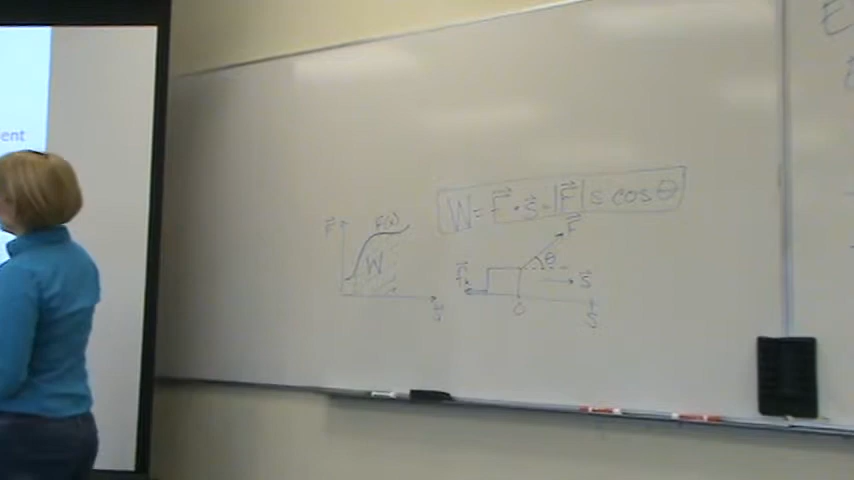 ent
W = F⃗ • s⃗ = |F⃗| s cos θ
F⃗
F(s)
W
s⃗
F⃗
θ
f⃗
s⃗
0
s
E